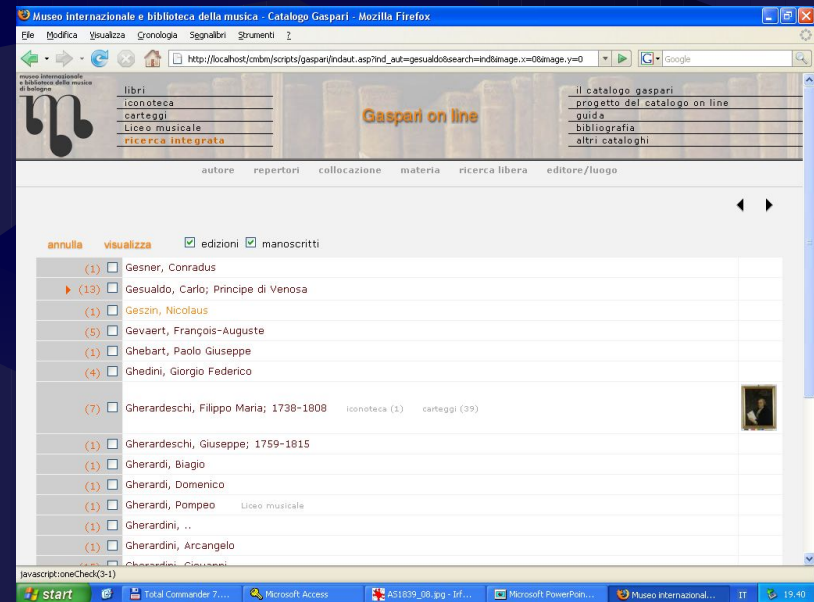 Museo internazionale e biblioteca della musica - Catalogo Gaspari - Mozilla Firefox
File Modifica Visualizza Cronologia Segnalibri Strumenti ?
http://localhost/cmbm/scripts/gaspari/indaut.asp?ind_aut=gesualdo&search=ind&image.x=0&image.y=0
G Google
museo internazionale
e biblioteca della musica
di bologna
libri
iconoteca
carteggi
Liceo musicale
ricerca integrata
Gaspari on line
il catalogo gaspari
progetto del catalogo on line
guida
bibliografia
altri cataloghi
autore repertori collocazione materia ricerca libera editore/luogo
annulla visualizza edizioni manoscritti
(1) Gesner, Conradus
(13) Gesualdo, Carlo; Principe di Venosa
(1) Geszin, Nicolaus
(5) Gevaert, François-Auguste
(1) Ghebart, Paolo Giuseppe
(4) Ghedini, Giorgio Federico
(7) Gherardeschi, Filippo Maria; 1738-1808 iconoteca (1) carteggi (39)
(1) Gherardeschi, Giuseppe; 1759-1815
(1) Gherardi, Biagio
(1) Gherardi, Domenico
(1) Gherardi, Pompeo Liceo musicale
(1) Gherardini, ..
(1) Gherardini, Arcangelo
Gherardini, Giovanni
javascript:oneCheck(3-1)
start Total Commander 7.... Microsoft Access AS1839_08.jpg - Irf... Microsoft PowerPoin... Museo internazional... IT 19.40